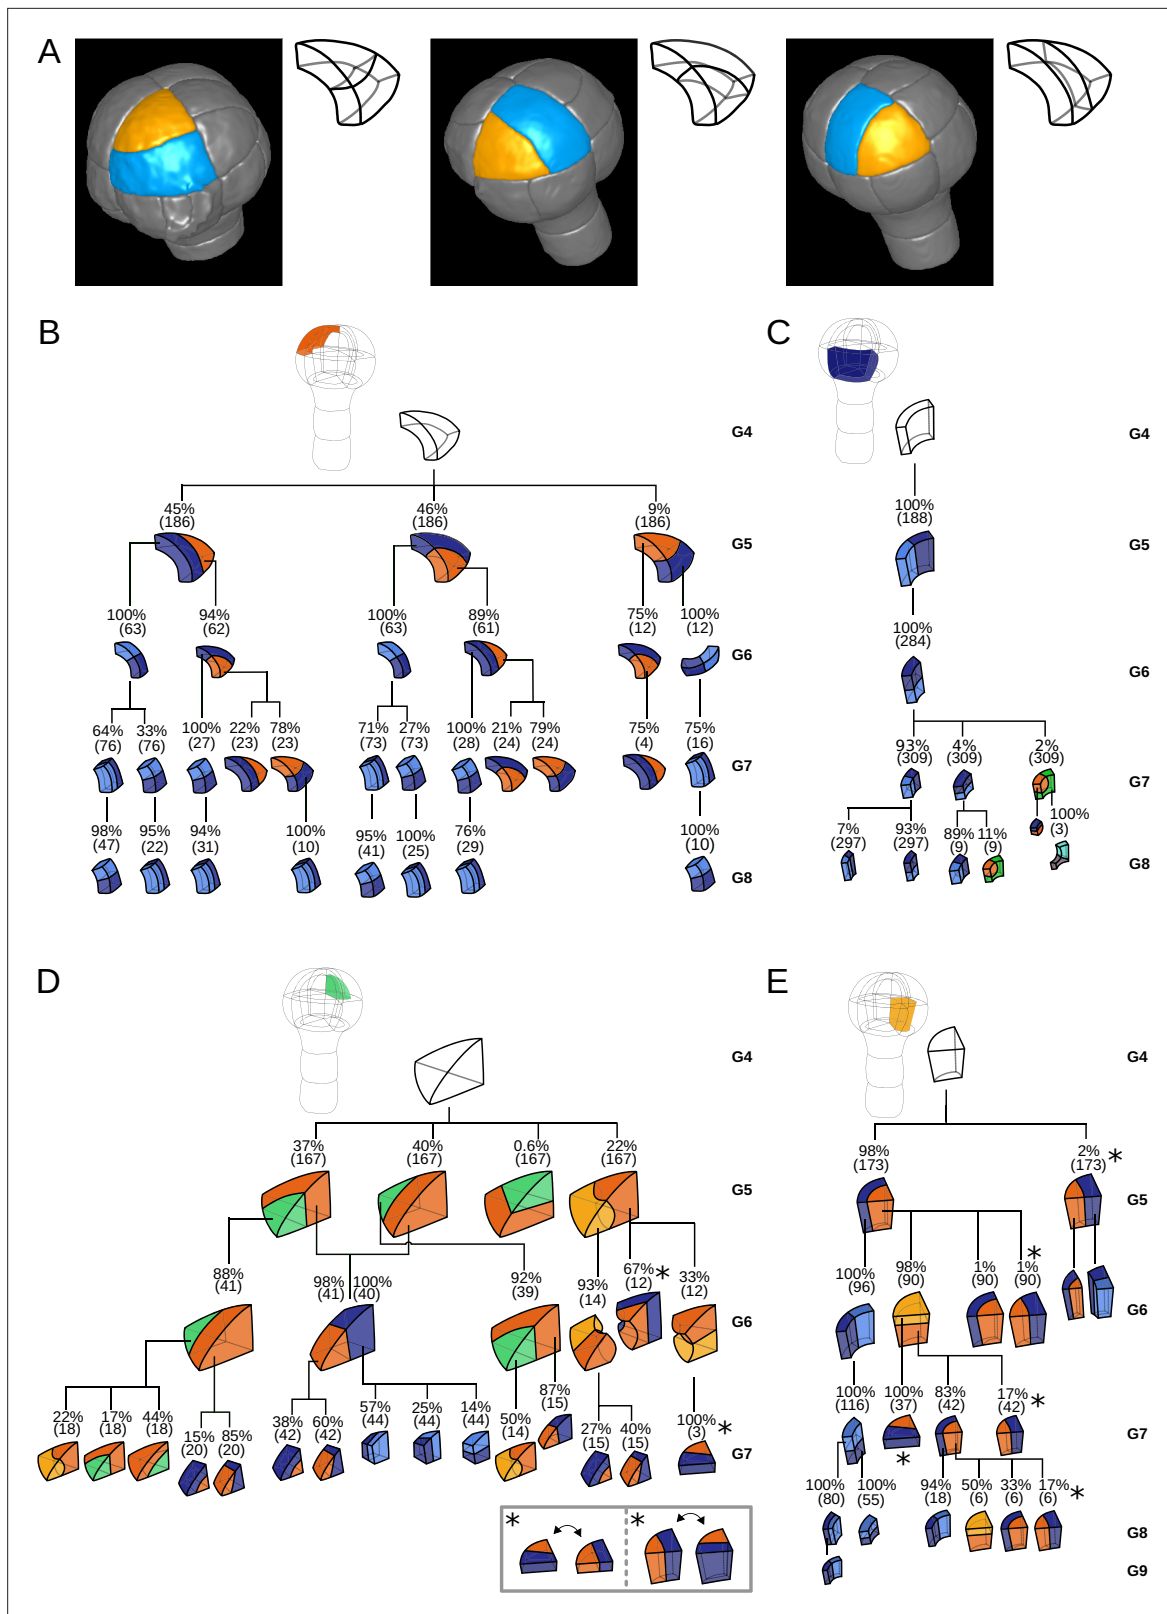 A
B
C
G4
G4
45% 46% 9%
(186) (186) (186)
100%
(188)
G5
G5
100% 94% 100% 89% 75% 100%
(63) (62) (63) (61) (12) (12)
100%
(284)
G6
G6
64% 33% 100% 22% 78% 71% 27% 100% 21% 79% 75% 75%
(76) (76) (27) (23) (23) (73) (73) (28) (24) (24) (4) (16)
93% 4% 2%
(309) (309) (309)
G7
G7
98% 95% 94% 100% 95% 100% 76% 100%
(47) (22) (31) (10) (41) (25) (29) (10)
7% 93% 89% 11% 100%
(297) (297) (9) (9) (3)
G8
G8
D
E
G4
G4
37% 40% 0.6% 22%
(167) (167) (167) (167)
98% 2% *
(173) (173)
G5
G5
88% 98% 100% 92% 93% 67% * 33%
(41) (41) (40) (39) (14) (12) (12)
100% 98% 1% 1% *
(96) (90) (90) (90)
G6
G6
22% 17% 44% 15% 85% 38% 60% 57% 25% 14% 50% 87% 27% 40% 100% *
(18) (18) (18) (20) (20) (42) (42) (44) (44) (44) (14) (15) (15) (15) (3)
100% 100% 83% 17% *
(116) (37) (42) (42)
*
G7
G7
100% 100% 94% 50% 33% 17% *
(80) (55) (18) (6) (6) (6)
G8
G9
* *